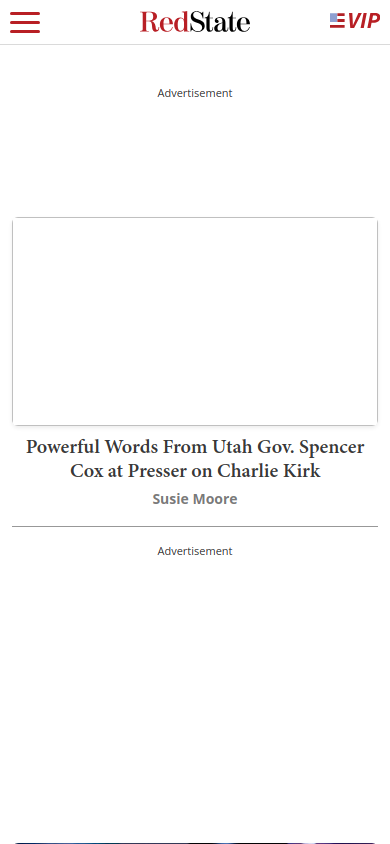 RedState
VIP
Advertisement
Powerful Words From Utah Gov. Spencer
Cox at Presser on Charlie Kirk
Susie Moore
Advertisement